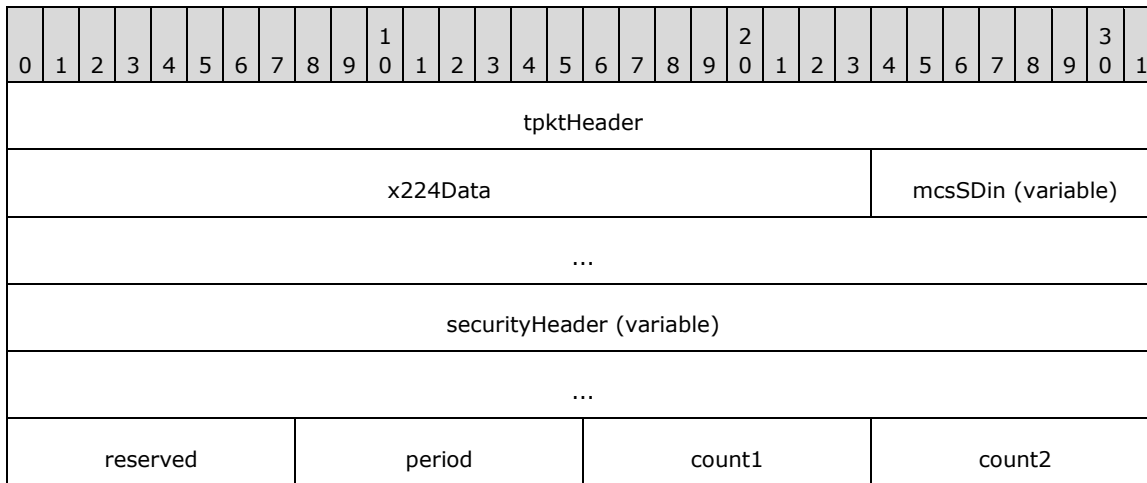 0 1 2 3 4 5 6 7 8 9 1 0 1 2 3 4 5 6 7 8 9 2 0 1 2 3 4 5 6 7 8 9 3 0 1
tpktHeader
x224Data mcsSDin (variable)
...
securityHeader (variable)
...
reserved period count1 count2